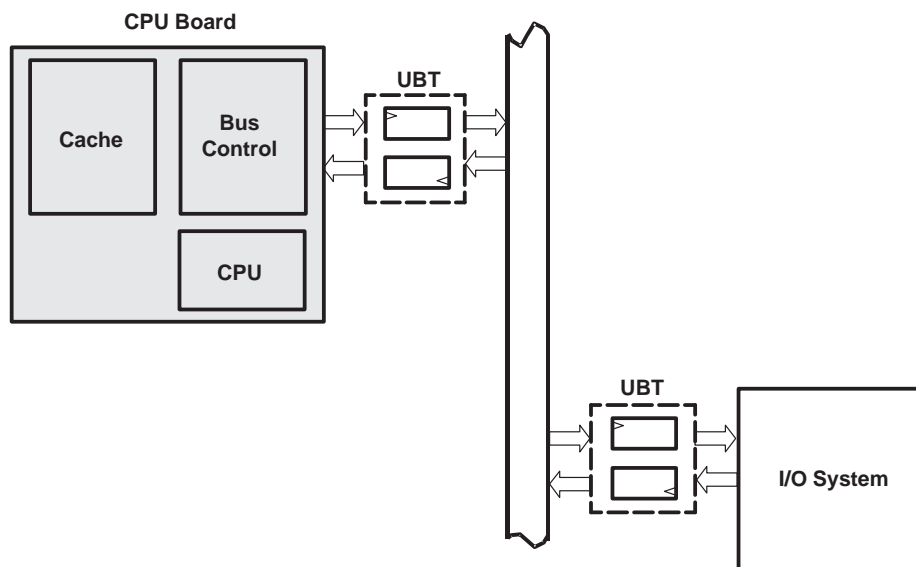 CPU Board
Cache
Bus
Control
CPU
UBT
UBT
I/O System